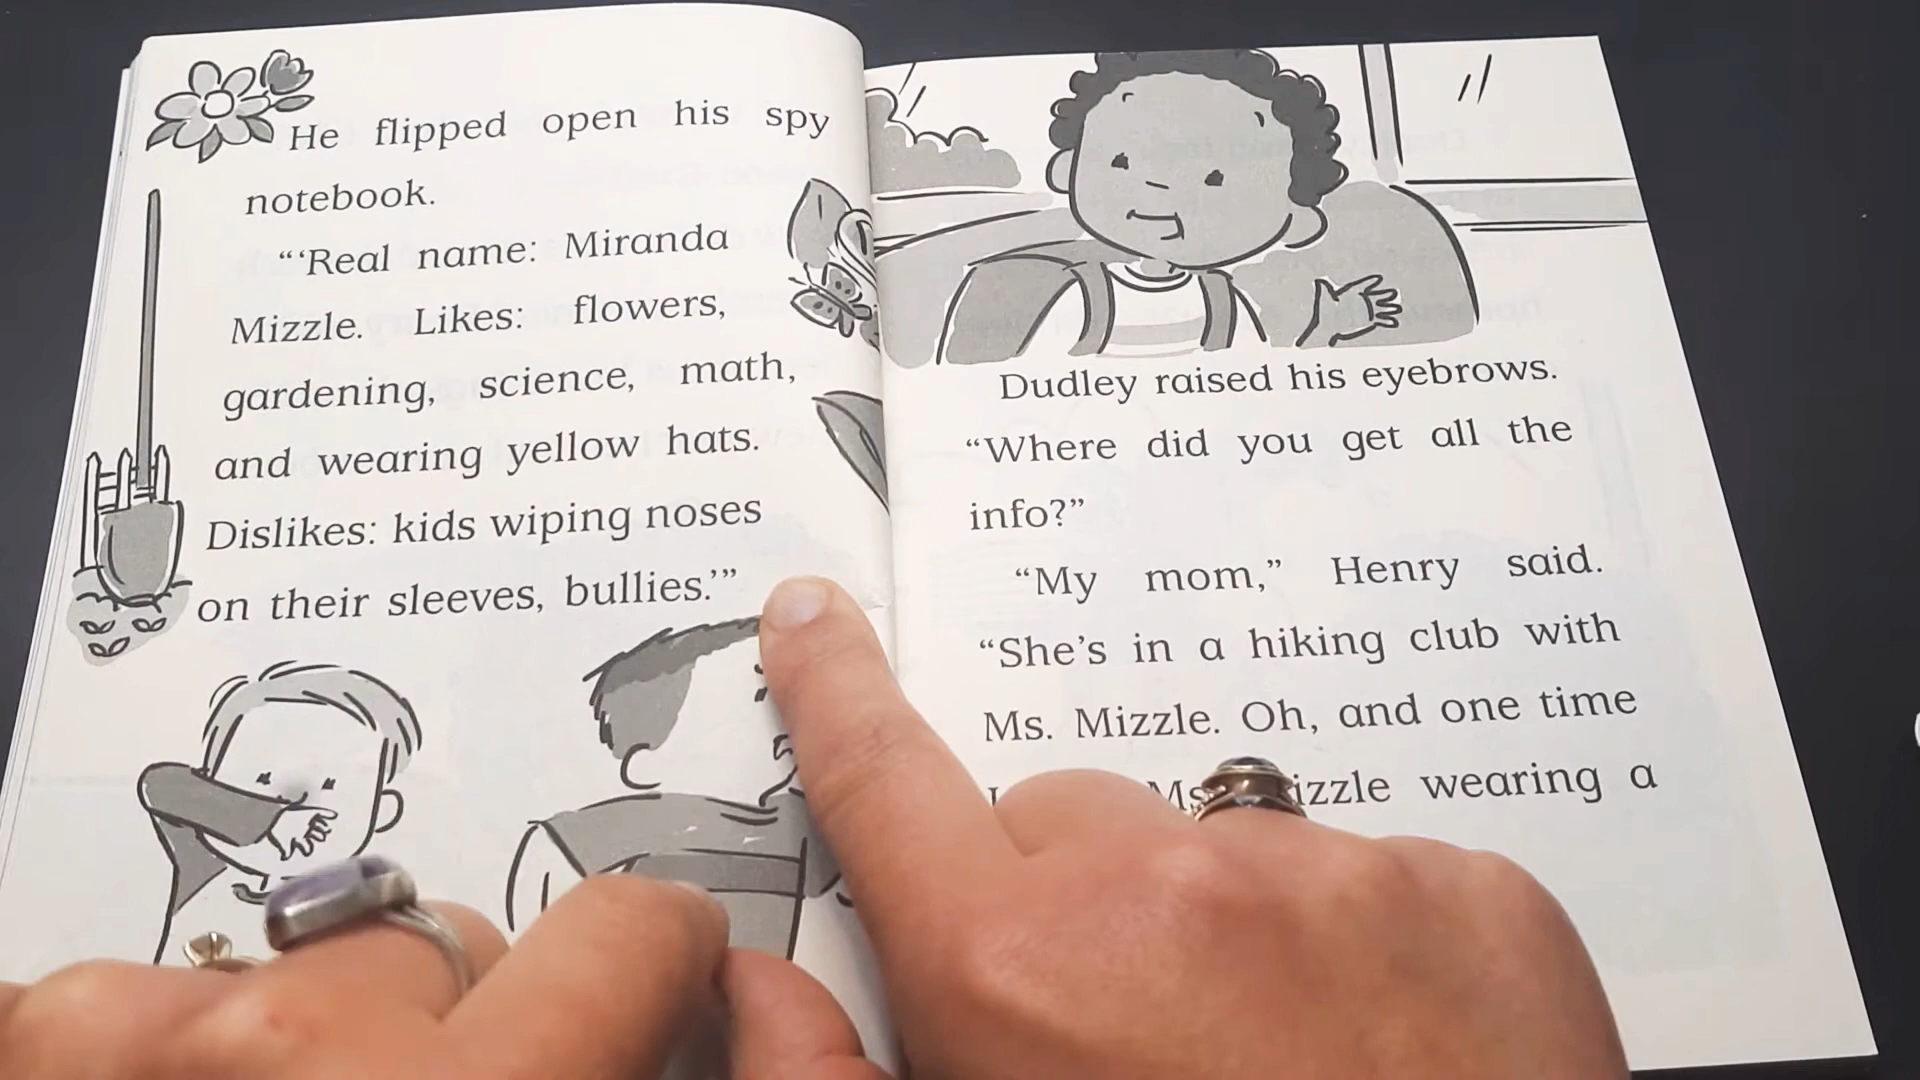 He flipped open his spy
notebook.
“‘Real name: Miranda
Mizzle. Likes: flowers,
gardening, science, math,
and wearing yellow hats.
Dislikes: kids wiping noses
on their sleeves, bullies.’”
Dudley raised his eyebrows.
“Where did you get all the
info?”
“My mom,” Henry said.
“She’s in a hiking club with
Ms. Mizzle. Oh, and one time
wearing a